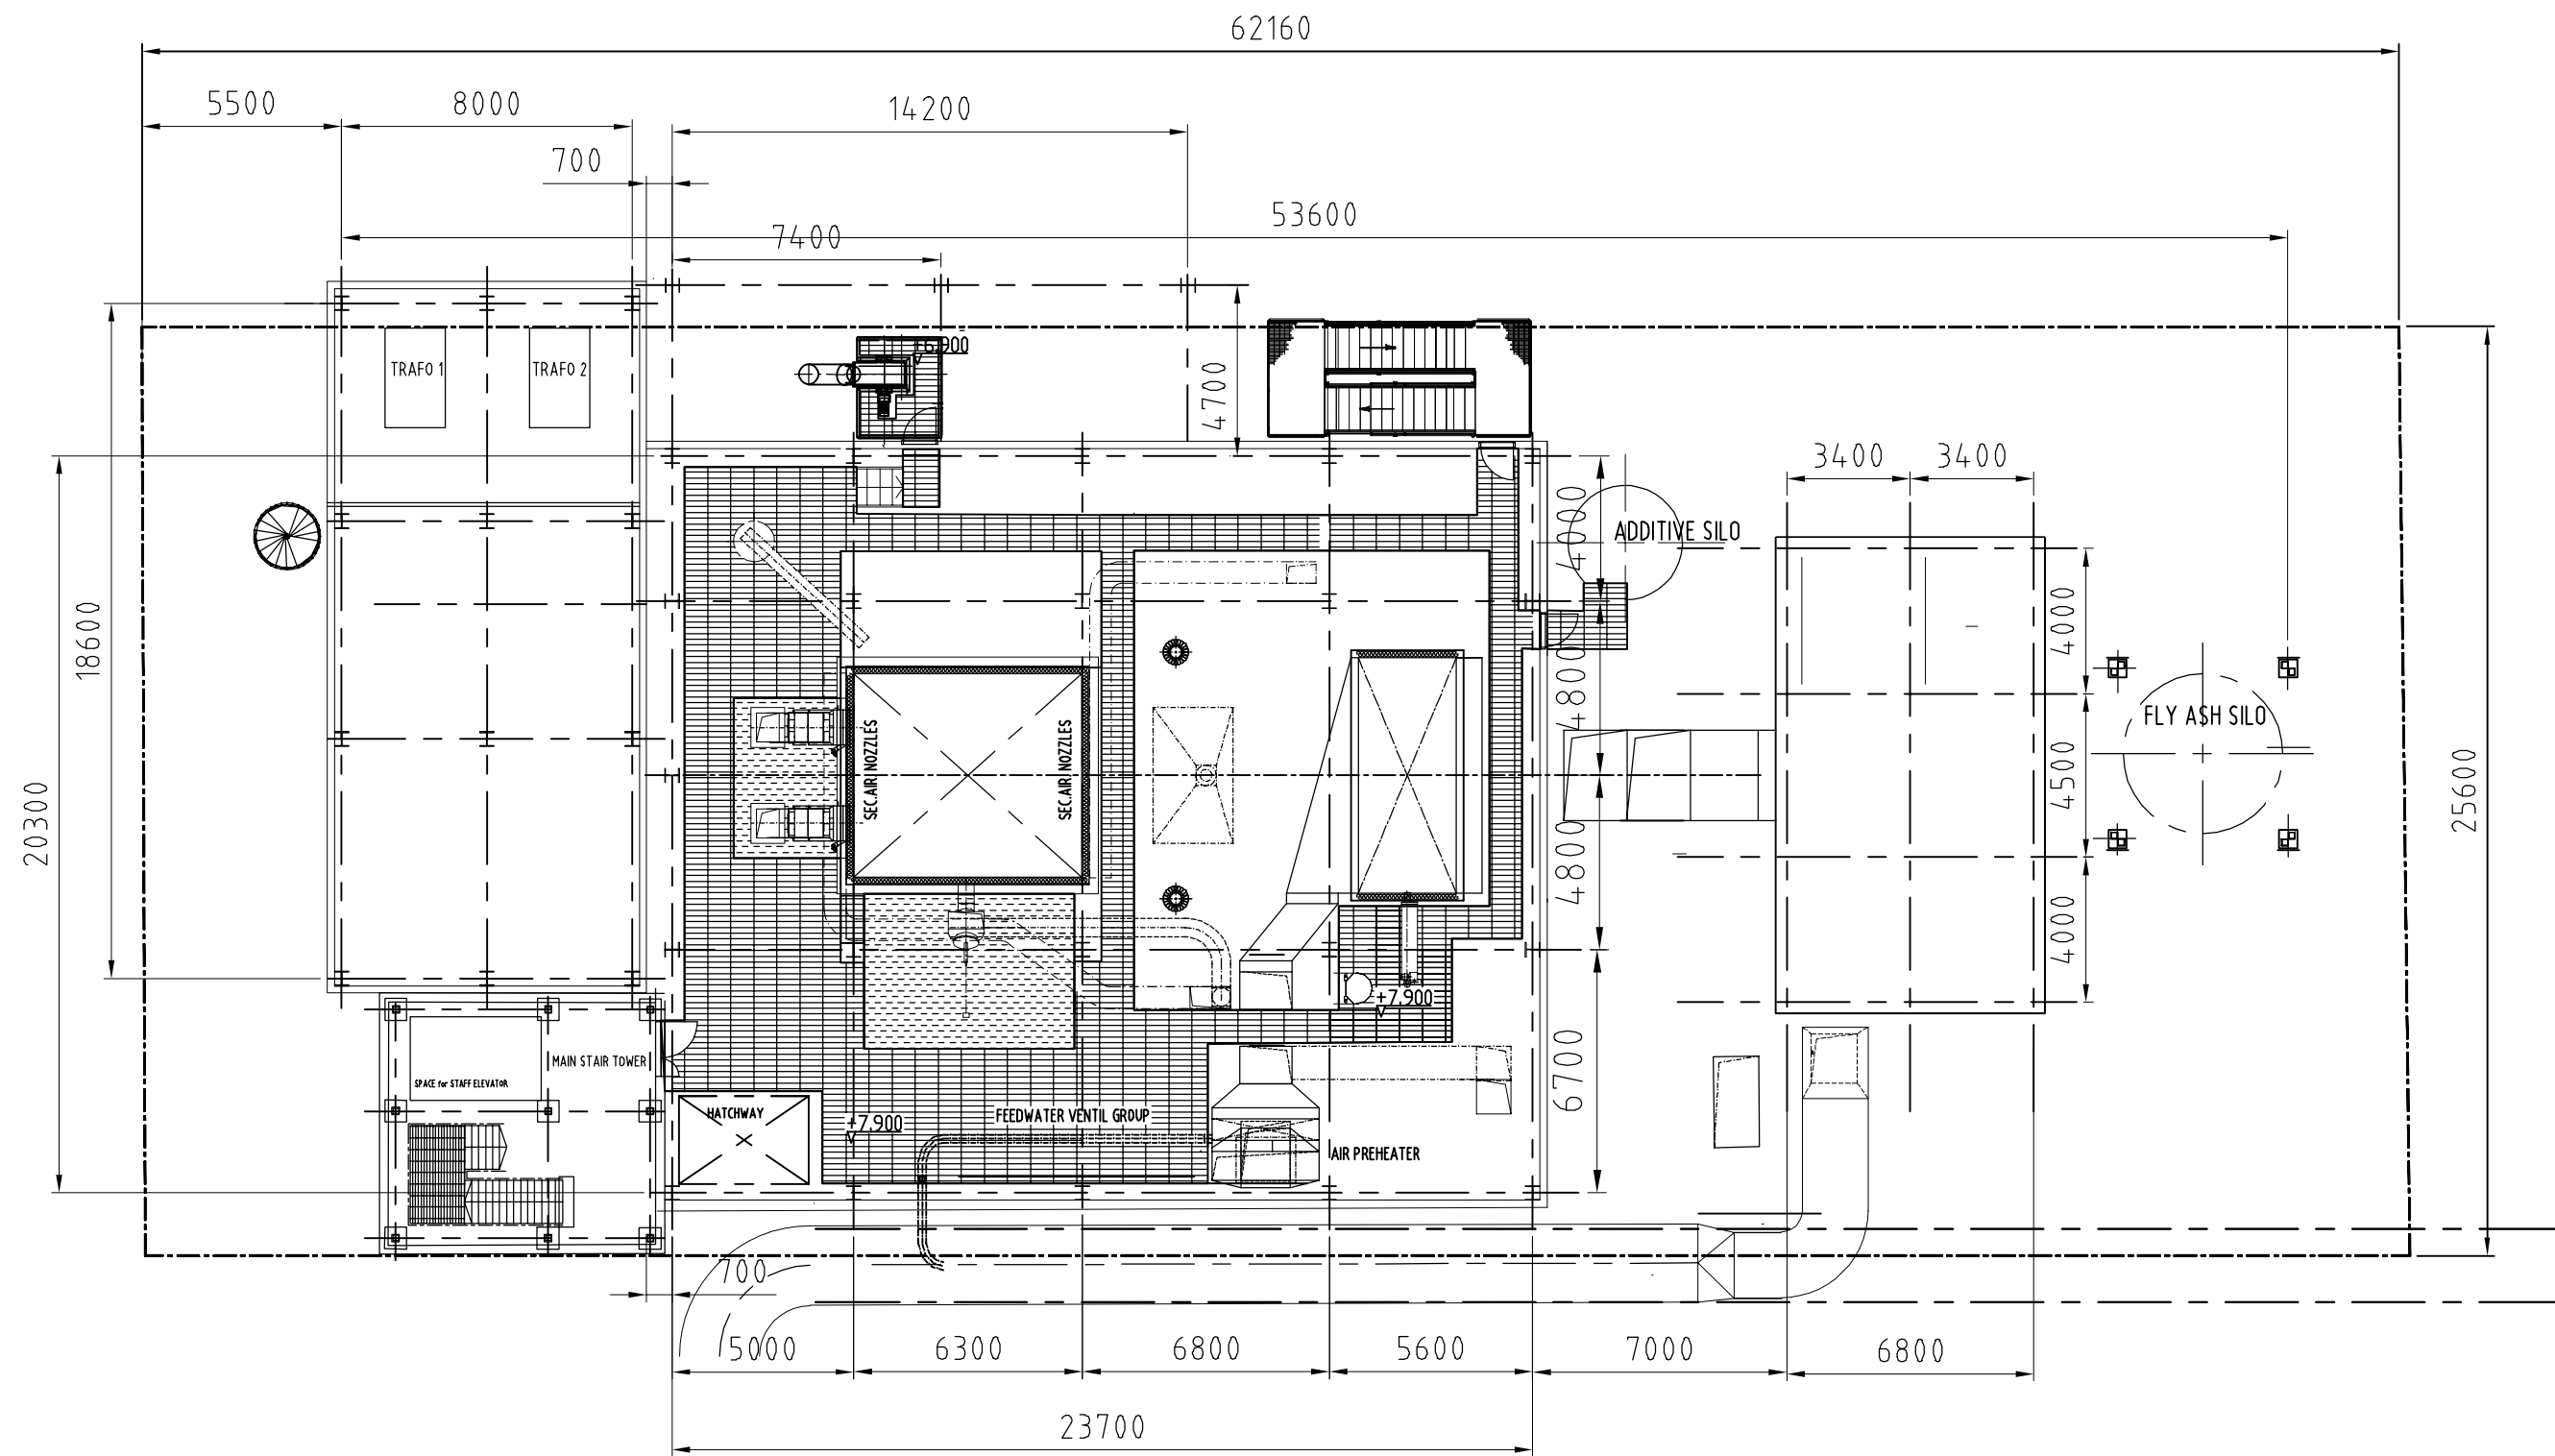 62160
5500
8000
14200
700
53600
7400
+6.900
TRAFO 1
TRAFO 2
4700
3400
3400
4000
ADDITIVE SILO
18600
4800
4000
SEC.AIR NOZZLES
SEC.AIR NOZZLES
FLY ASH SILO
4500
25600
20300
4800
4000
+7.900
MAIN STAIR TOWER
SPACE for STAFF ELEVATOR
6700
HATCHWAY
+7.900
FEEDWATER VENTIL GROUP
AIR PREHEATER
700
5000
6300
6800
5600
7000
6800
23700